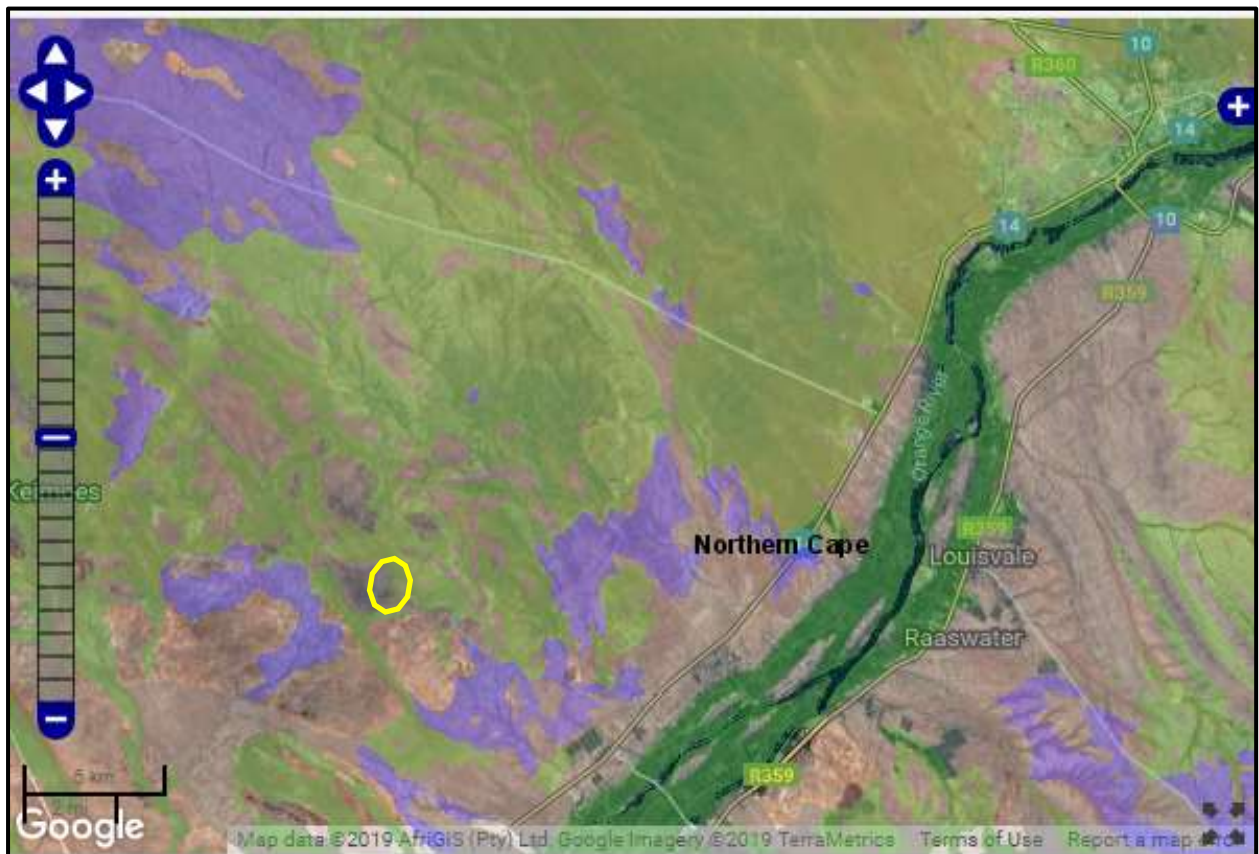 10
R360
14
14
10
R359
Orange River
Keimoes
Northern Cape
R359
Louisvale
Raaswater
R359
5 km
2 mi
Google
Map data ©2019 AfriGIS (Pty) Ltd, Google Imagery ©2019 TerraMetrics Terms of Use Report a map error